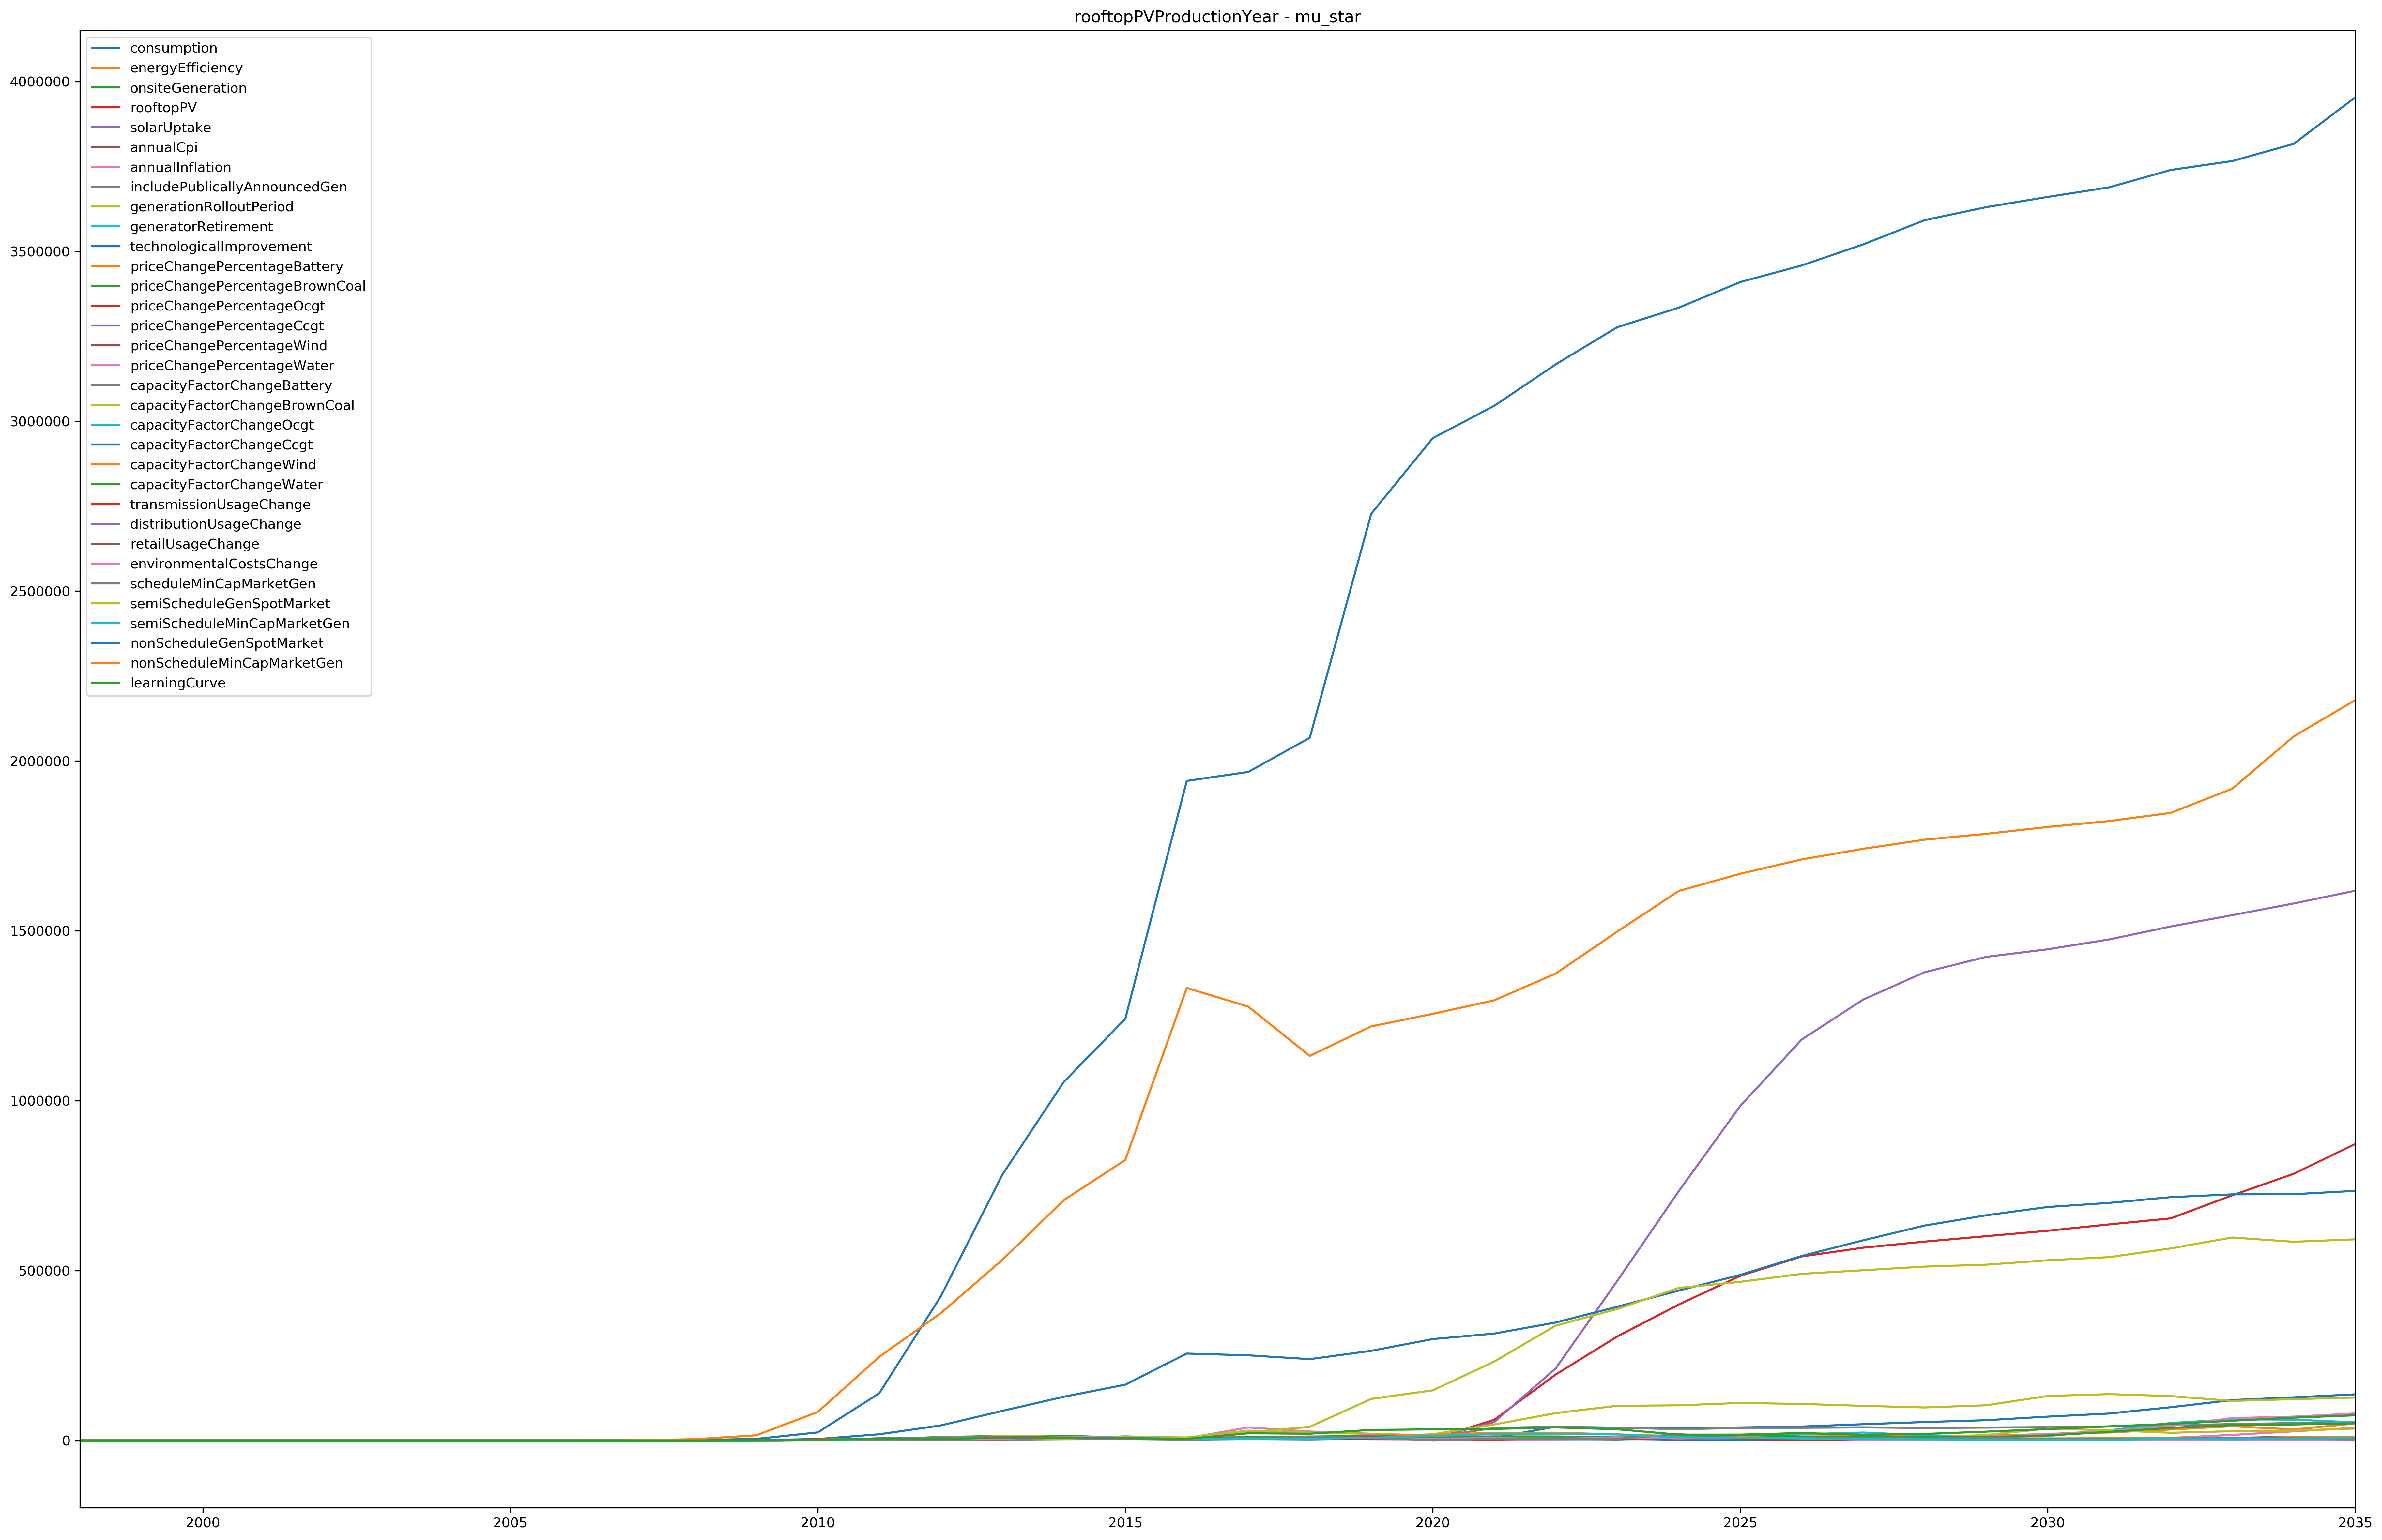 rooftopPVProductionYear - mu_star
consumption
energyEfficiency
onsiteGeneration
rooftopPV
solarUptake
annualCpi
annualInflation
includePublicallyAnnouncedGen
generationRolloutPeriod
generatorRetirement
technologicalImprovement
priceChangePercentageBattery
priceChangePercentageBrownCoal
priceChangePercentageOcgt
priceChangePercentageCcgt
priceChangePercentageWind
priceChangePercentageWater
capacityFactorChangeBattery
capacityFactorChangeBrownCoal
capacityFactorChangeOcgt
capacityFactorChangeCcgt
capacityFactorChangeWind
capacityFactorChangeWater
transmissionUsageChange
distributionUsageChange
retailUsageChange
environmentalCostsChange
scheduleMinCapMarketGen
semiScheduleGenSpotMarket
semiScheduleMinCapMarketGen
nonScheduleGenSpotMarket
nonScheduleMinCapMarketGen
learningCurve
4000000
3500000
3000000
2500000
2000000
1500000
1000000
500000
0
2000 2005 2010 2015 2020 2025 2030 2035